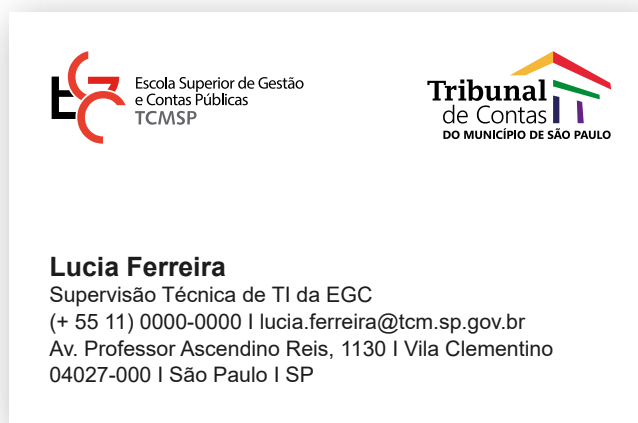 EGC
Escola Superior de Gestão
e Contas Públicas
TCMSP
Tribunal
de Contas
DO MUNICÍPIO DE SÃO PAULO
Lucia Ferreira
Supervisão Técnica de TI da EGC
(+ 55 11) 0000-0000 I lucia.ferreira@tcm.sp.gov.br
Av. Professor Ascendino Reis, 1130 I Vila Clementino
04027-000 I São Paulo I SP